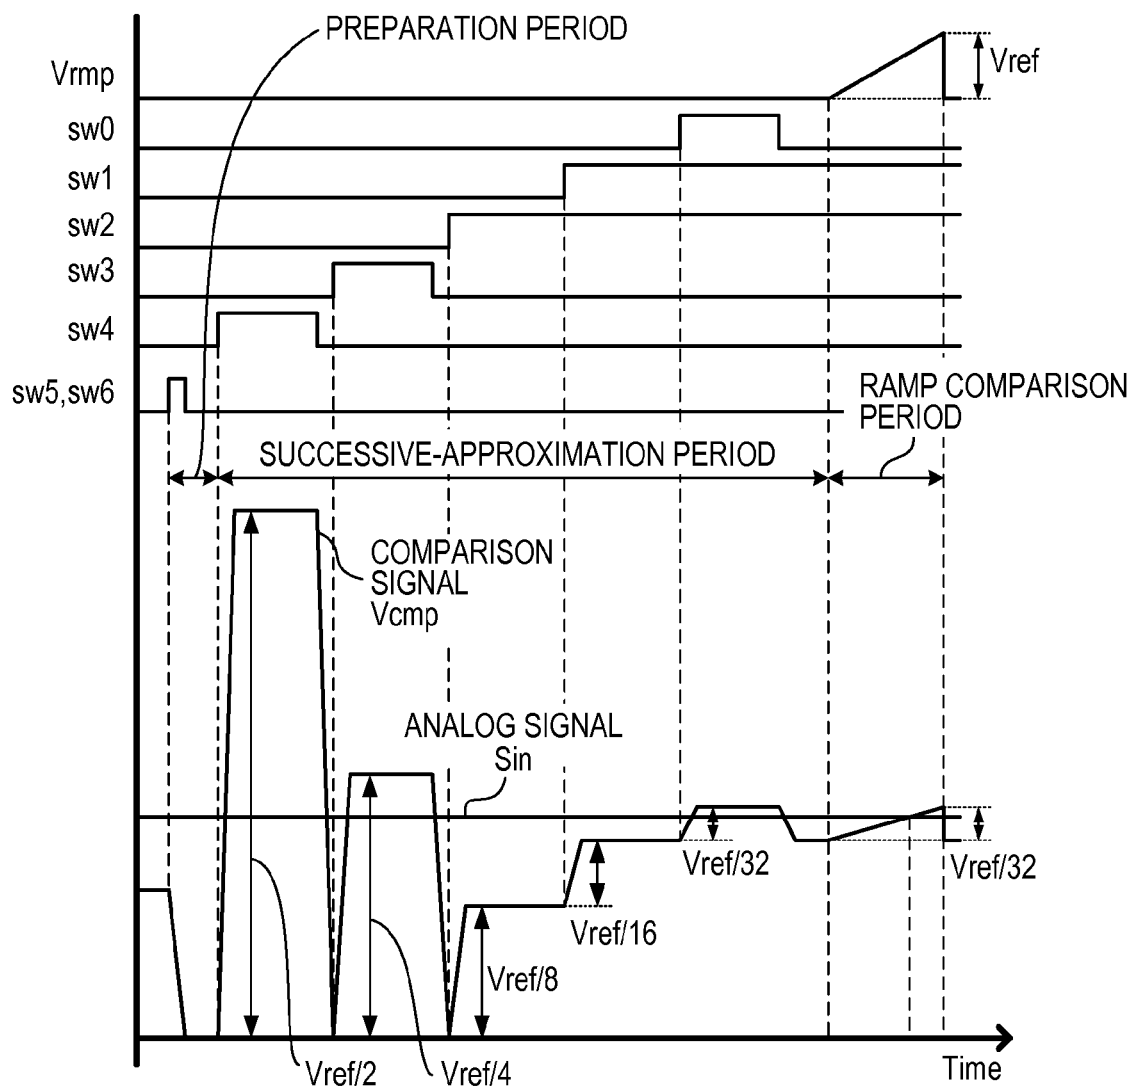 PREPARATION PERIOD
Vrmp
Vref
sw0
sw1
sw2
sw3
sw4
sw5,sw6
RAMP COMPARISON
PERIOD
SUCCESSIVE-APPROXIMATION PERIOD
COMPARISON
SIGNAL
Vcmp
ANALOG SIGNAL
Sin
Vref/32
Vref/32
Vref/16
Vref/8
Vref/2
Vref/4
Time